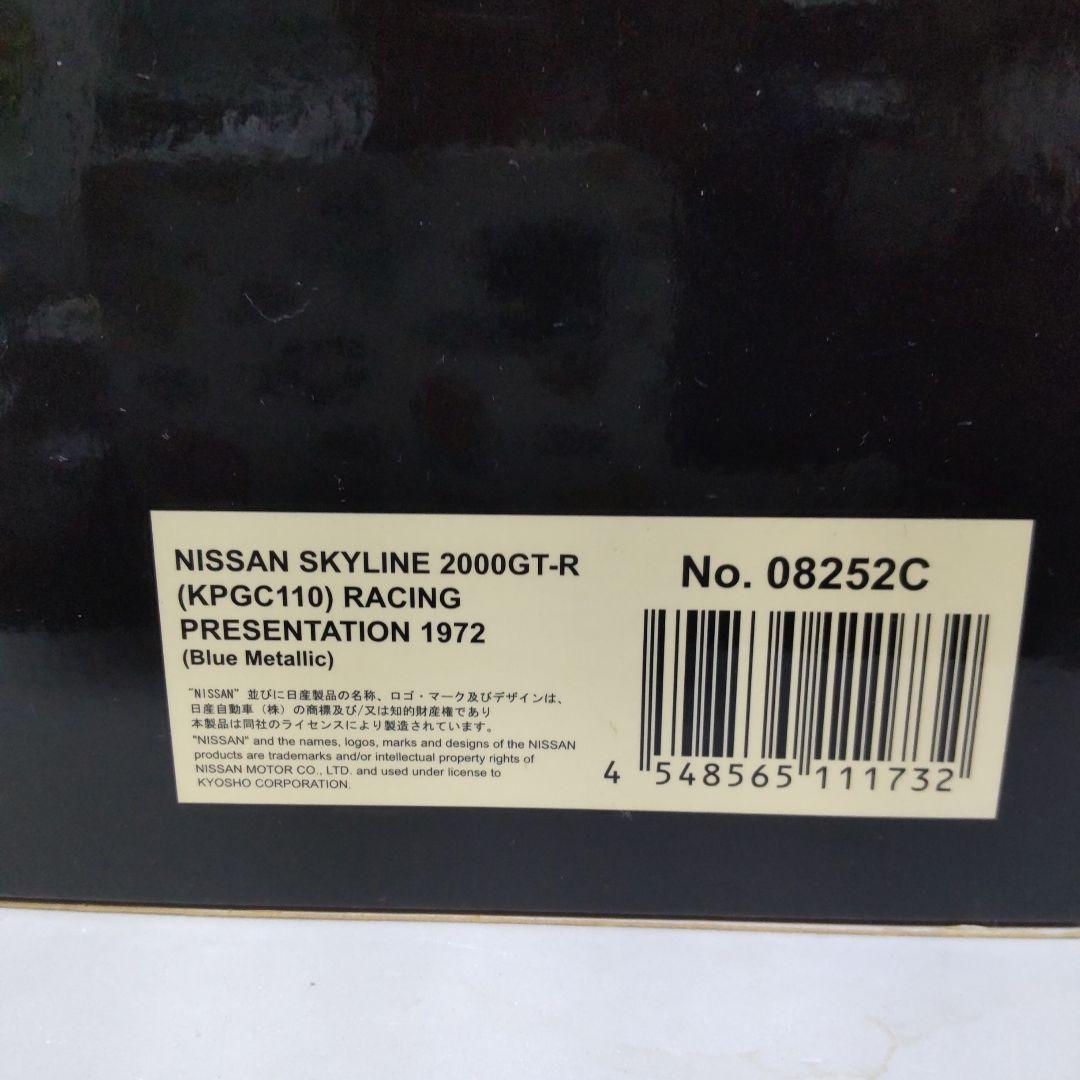 NISSAN SKYLINE 2000GT-R
(KPGC110) RACING
PRESENTATION 1972
(Blue Metallic)
"NISSAN" 並びに日産製品の名称、ロゴ・マーク及びデザインは、
日産自動車（株）の商標及び/又は知的財産権であり
本製品は同社のライセンスにより製造されています。
"NISSAN" and the names, logos, marks and designs of the NISSAN
products are trademarks and/or intellectual property rights of
NISSAN MOTOR CO., LTD. and used under license to
KYOSHO CORPORATION.
No. 08252C
4 548565 111732